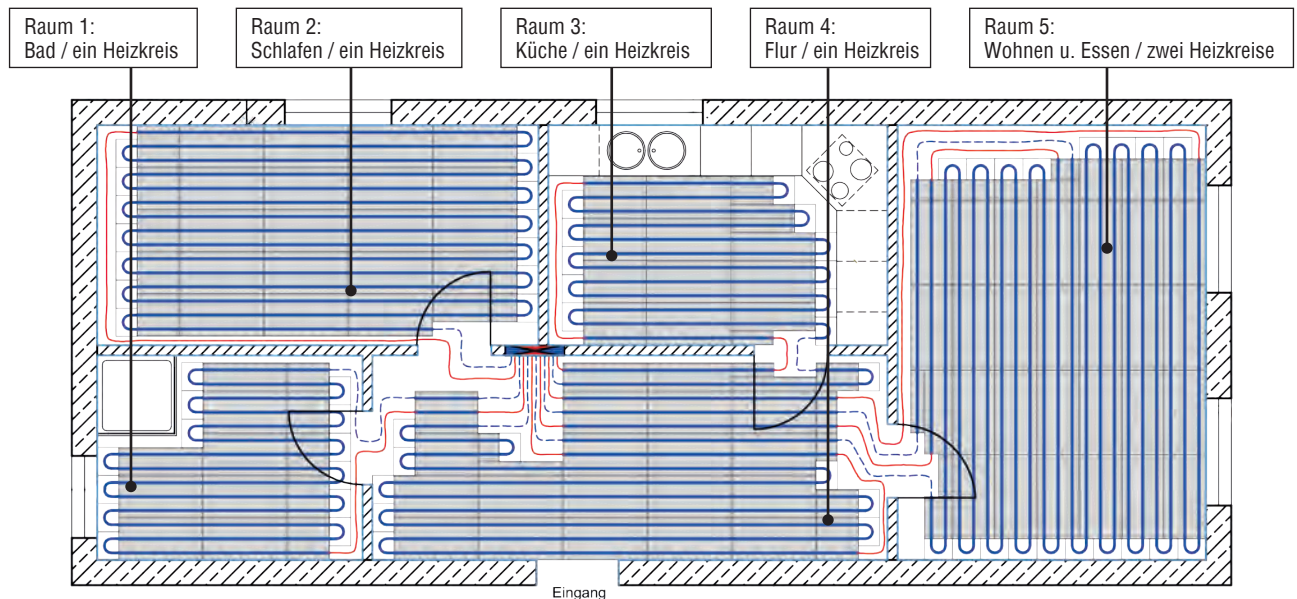 Raum 1:
Bad / ein Heizkreis
Raum 2:
Schlafen / ein Heizkreis
Raum 3:
Küche / ein Heizkreis
Raum 4:
Flur / ein Heizkreis
Raum 5:
Wohnen u. Essen / zwei Heizkreise
Eingang